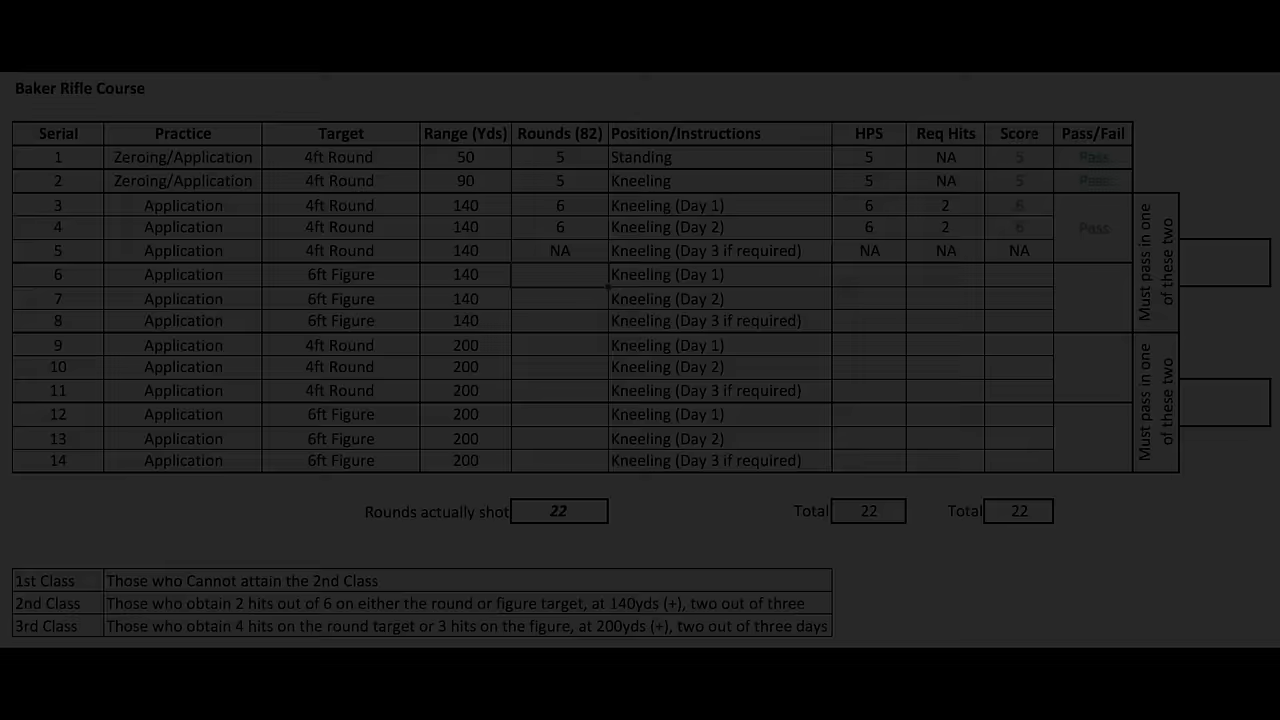 Baker Rifle Course
Serial Practice Target Range (Yds) Rounds (82) Position/Instructions HPS Req Hits Score Pass/Fail
1 Zeroing/Application 4ft Round 50 5 Standing 5 NA 5 Pass
2 Zeroing/Application 4ft Round 90 5 Kneeling 5 NA 5 Pass
3 Application 4ft Round 140 6 Kneeling (Day 1) 6 2 6
4 Application 4ft Round 140 6 Kneeling (Day 2) 6 2 6 Pass
5 Application 4ft Round 140 NA Kneeling (Day 3 if required) NA NA NA
6 Application 6ft Figure 140 Kneeling (Day 1)
7 Application 6ft Figure 140 Kneeling (Day 2)
8 Application 6ft Figure 140 Kneeling (Day 3 if required)
Must pass in one
of these two
9 Application 4ft Round 200 Kneeling (Day 1)
10 Application 4ft Round 200 Kneeling (Day 2)
11 Application 4ft Round 200 Kneeling (Day 3 if required)
12 Application 6ft Figure 200 Kneeling (Day 1)
13 Application 6ft Figure 200 Kneeling (Day 2)
14 Application 6ft Figure 200 Kneeling (Day 3 if required)
Must pass in one
of these two
Rounds actually shot 22 Total 22 Total 22
1st Class Those who Cannot attain the 2nd Class
2nd Class Those who obtain 2 hits out of 6 on either the round or figure target, at 140yds (+), two out of three
3rd Class Those who obtain 4 hits on the round target or 3 hits on the figure, at 200yds (+), two out of three days